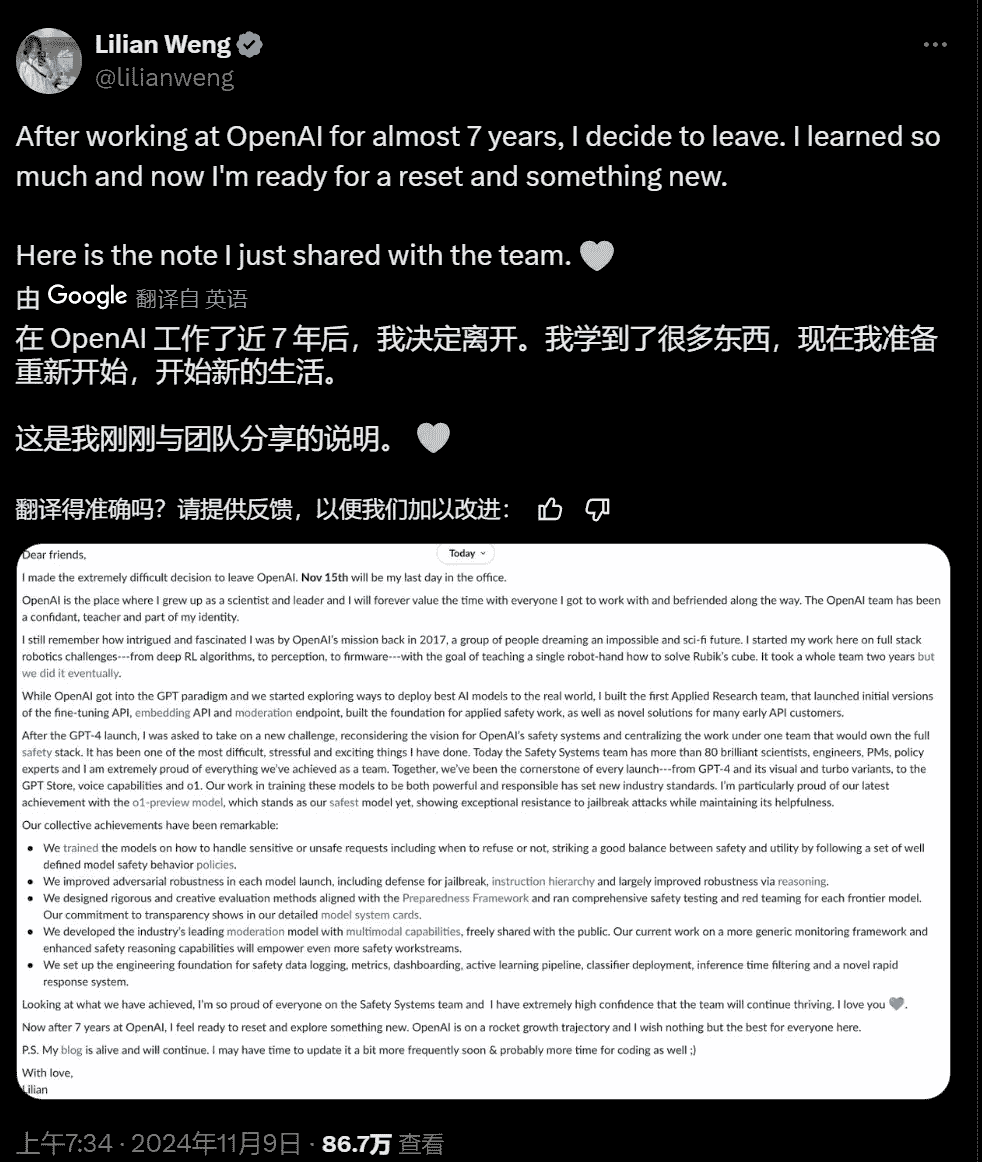 Lilian Weng
@lilianweng
After working at OpenAI for almost 7 years, I decide to leave. I learned so
much and now I'm ready for a reset and something new.
Here is the note I just shared with the team.
由 Google 翻译自 英语
在 OpenAI 工作了近 7 年后，我决定离开。我学到了很多东西，现在我准备
重新开始，开始新的生活。
这是我刚刚与团队分享的说明。
翻译得准确吗？请提供反馈，以便我们加以改进：
Dear friends,
Today
I made the extremely difficult decision to leave OpenAI. Nov 15th will be my last day in the office.
OpenAI is the place where I grew up as a scientist and leader and I will forever value the time with everyone I got to work with and befriended along the way. The OpenAI team has been
a confidant, teacher and part of my identity.
I still remember how intrigued and fascinated I was by OpenAI's mission back in 2017, a group of people dreaming an impossible and sci-fi future. I started my work here on full stack
robotics challenges---from deep RL algorithms, to perception, to firmware---with the goal of teaching a single robot-hand how to solve Rubik's cube. It took a whole team two years but
we did it eventually.
While OpenAI got into the GPT paradigm and we started exploring ways to deploy best AI models to the real world, I built the first Applied Research team, that launched initial versions
of the fine-tuning API, embedding API and moderation endpoint, built the foundation for applied safety work, as well as novel solutions for many early API customers.
After the GPT-4 launch, I was asked to take on a new challenge, reconsidering the vision for OpenAI's safety systems and centralizing the work under one team that would own the full
safety stack. It has been one of the most difficult, stressful and exciting things I have done. Today the Safety Systems team has more than 80 brilliant scientists, engineers, PMs, policy
experts and I am extremely proud of everything we've achieved as a team. Together, we've been the cornerstone of every launch---from GPT-4 and its visual and turbo variants, to the
GPT Store, voice capabilities and o1. Our work in training these models to be both powerful and responsible has set new industry standards. I'm particularly proud of our latest
achievement with the o1-preview model, which stands as our safest model yet, showing exceptional resistance to jailbreak attacks while maintaining its helpfulness.
Our collective achievements have been remarkable:
• We trained the models on how to handle sensitive or unsafe requests including when to refuse or not, striking a good balance between safety and utility by following a set of well
defined model safety behavior policies.
• We improved adversarial robustness in each model launch, including defense for jailbreak, instruction hierarchy and largely improved robustness via reasoning.
• We designed rigorous and creative evaluation methods aligned with the Preparedness Framework and ran comprehensive safety testing and red teaming for each frontier model.
Our commitment to transparency shows in our detailed model system cards.
• We developed the industry's leading moderation model with multimodal capabilities, freely shared with the public. Our current work on a more generic monitoring framework and
enhanced safety reasoning capabilities will empower even more safety workstreams.
• We set up the engineering foundation for safety data logging, metrics, dashboarding, active learning pipeline, classifier deployment, inference time filtering and a novel rapid
response system.
Looking at what we have achieved, I'm so proud of everyone on the Safety Systems team and I have extremely high confidence that the team will continue thriving. I love you 🩶.
Now after 7 years at OpenAI, I feel ready to reset and explore something new. OpenAI is on a rocket growth trajectory and I wish nothing but the best for everyone here.
P.S. My blog is alive and will continue. I may have time to update it a bit more frequently soon & probably more time for coding as well ;)
With love,
Lilian
上午7:34 · 2024年11月9日 · 86.7万 查看